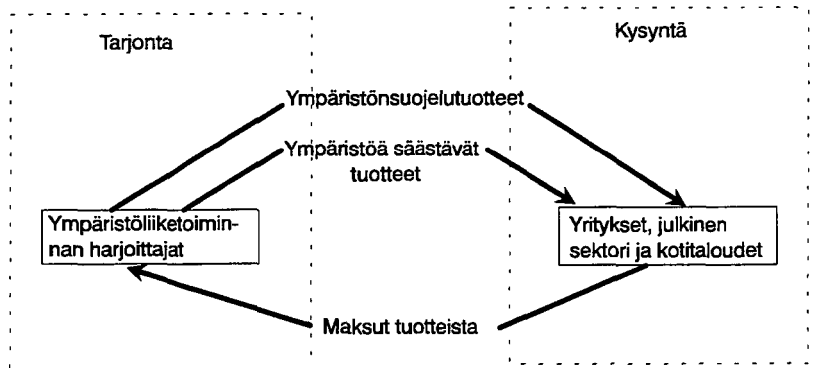 Tarjonta
Kysyntä
Ympäristönsuojelutuotteet
Ympäristöä säästävät
tuotteet
Ympäristöliiketoimin-
nan harjoittajat
Yritykset, julkinen
sektori ja kotitaloudet
Maksut tuotteista